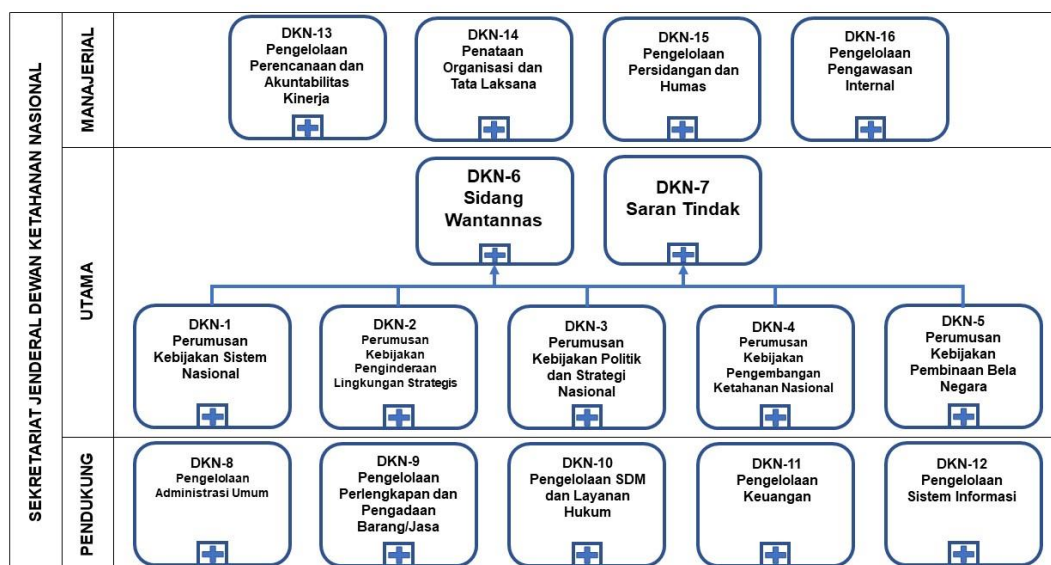 SEKRETARIAT JENDERAL DEWAN KETAHANAN NASIONAL
MANAJERIAL
DKN-13
Pengelolaan
Perencanaan dan
Akuntabilitas
Kinerja
DKN-14
Penataan
Organisasi dan
Tata Laksana
DKN-15
Pengelolaan
Persidangan dan
Humas
DKN-16
Pengelolaan
Pengawasan
Internal
UTAMA
DKN-6
Sidang
Wantannas
DKN-7
Saran Tindak
DKN-1
Perumusan
Kebijakan Sistem
Nasional
DKN-2
Perumusan
Kebijakan
Penginderaan
Lingkungan Strategis
DKN-3
Perumusan
Kebijakan Politik
dan Strategi
Nasional
DKN-4
Perumusan
Kebijakan
Pengembangan
Ketahanan Nasional
DKN-5
Perumusan
Kebijakan
Pembinaan Bela
Negara
PENDUKUNG
DKN-8
Pengelolaan
Administrasi Umum
DKN-9
Pengelolaan
Perlengkapan dan
Pengadaan
Barang/Jasa
DKN-10
Pengelolaan SDM
dan Layanan
Hukum
DKN-11
Pengelolaan
Keuangan
DKN-12
Pengelolaan
Sistem Informasi